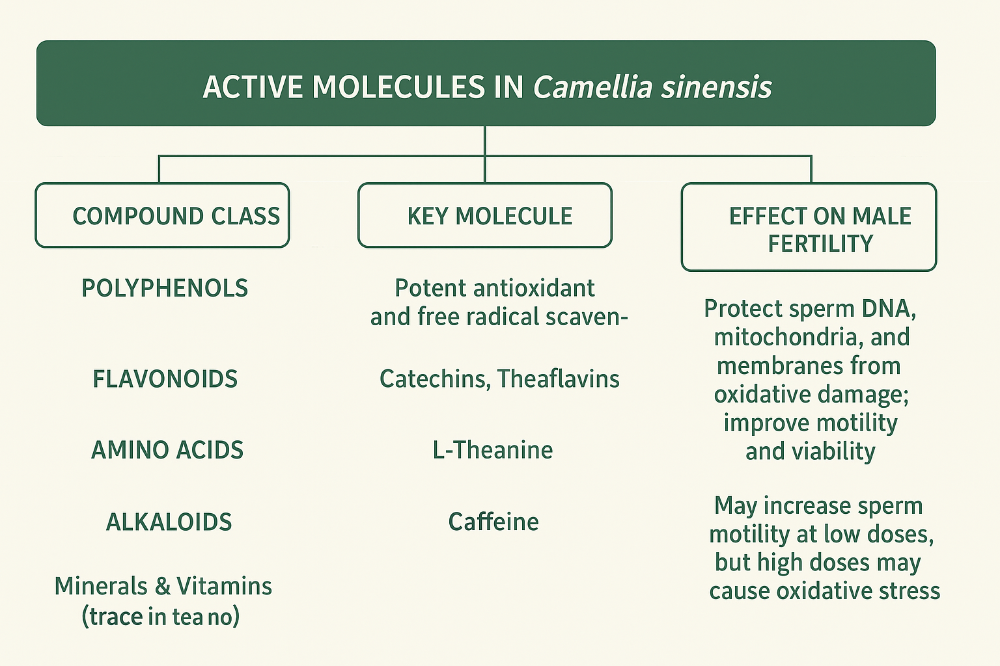 ACTIVE MOLECULES IN Camellia sinensis
COMPOUND CLASS
POLYPHENOLS
FLAVONOIDS
AMINO ACIDS
ALKALOIDS
Minerals & Vitamins
(trace in tea no)
KEY MOLECULE
Potent antioxidant
and free radical scaven-
Catechins, Theaflavins
L-Theanine
Caffeine
EFFECT ON MALE
FERTILITY
Protect sperm DNA,
mitochondria, and
membranes from
oxidative damage;
improve motility
and viability
May increase sperm
motility at low doses,
but high doses may
cause oxidative stress